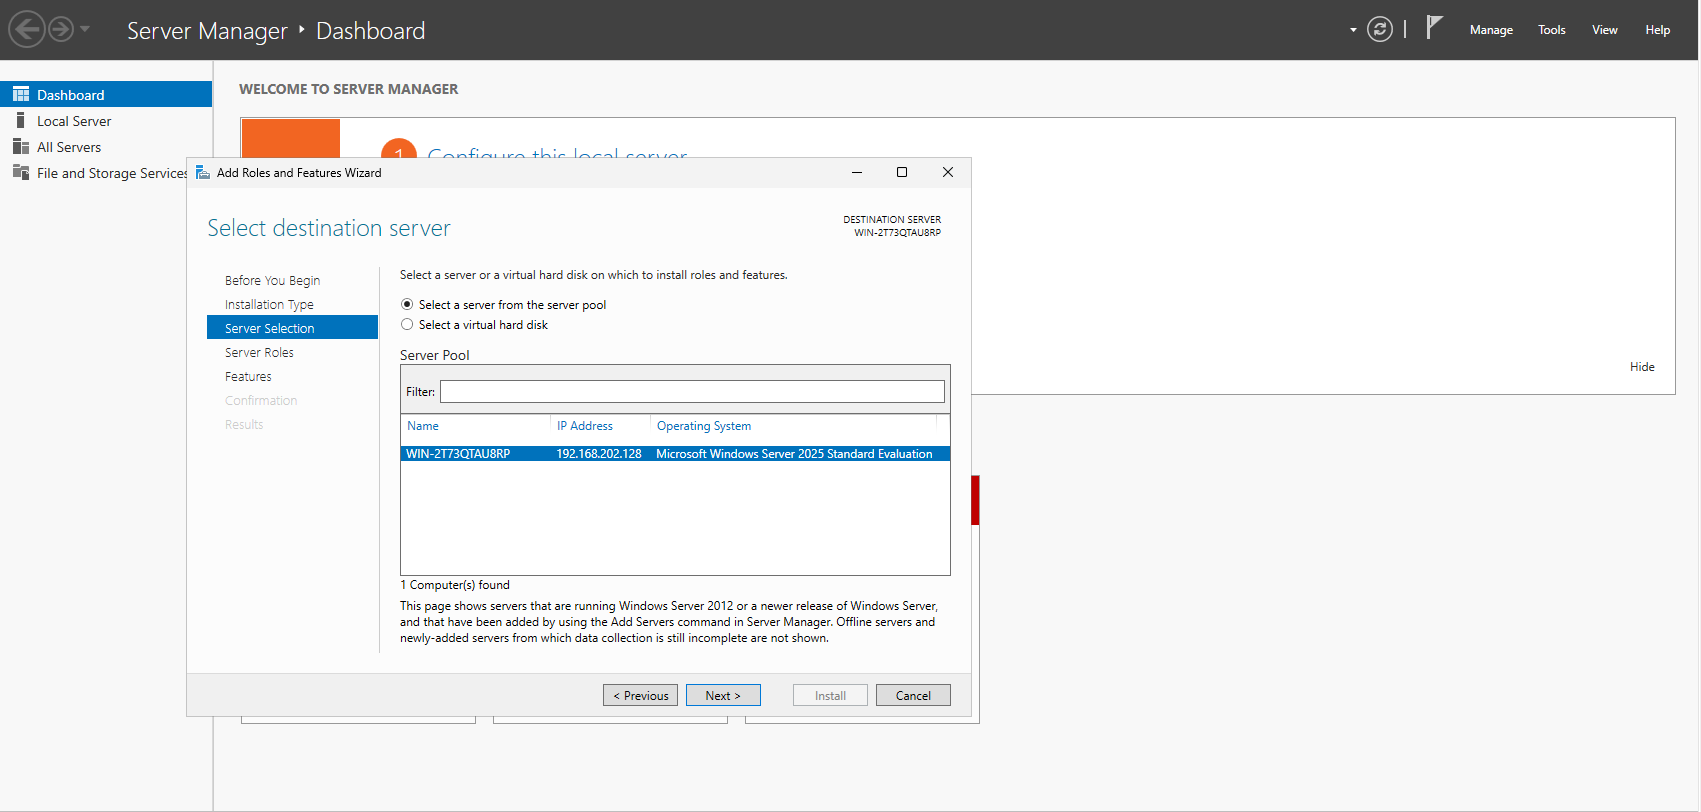 Server Manager ‣ Dashboard
Manage
Tools
View
Help
Dashboard
Local Server
All Servers
File and Storage Services
WELCOME TO SERVER MANAGER
1 Configure this local server
Hide
Add Roles and Features Wizard
Select destination server
DESTINATION SERVER
WIN-2T73QTAU8RP
Before You Begin
Installation Type
Server Selection
Server Roles
Features
Confirmation
Results
Select a server or a virtual hard disk on which to install roles and features.
Select a server from the server pool
Select a virtual hard disk
Server Pool
Filter:
Name IP Address Operating System
WIN-2T73QTAU8RP 192.168.202.128 Microsoft Windows Server 2025 Standard Evaluation
1 Computer(s) found
This page shows servers that are running Windows Server 2012 or a newer release of Windows Server,
and that have been added by using the Add Servers command in Server Manager. Offline servers and
newly-added servers from which data collection is still incomplete are not shown.
< Previous
Next >
Install
Cancel